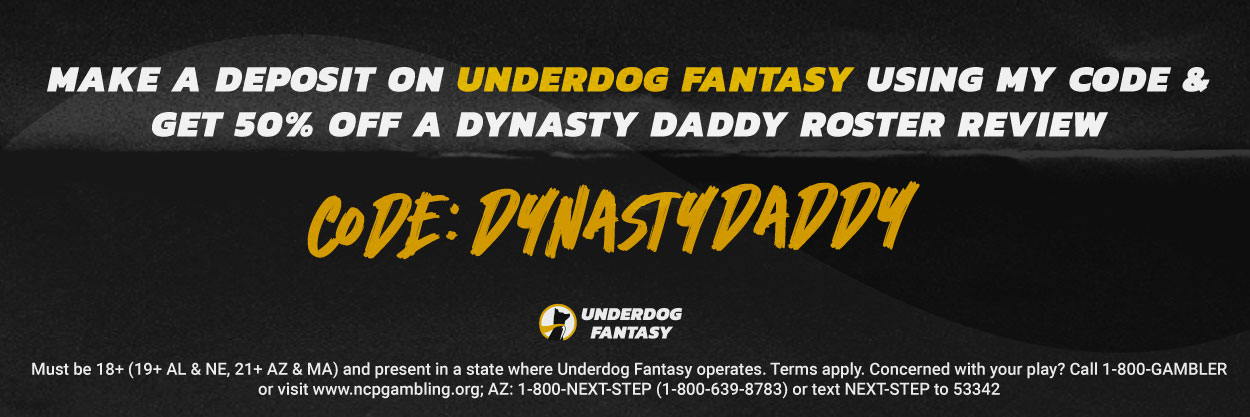 MAKE A DEPOSIT ON UNDERDOG FANTASY USING MY CODE &
GET 50% OFF A DYNASTY DADDY ROSTER REVIEW
CODE: DYNASTYDADDY
UNDERDOG
FANTASY
Must be 18+ (19+ AL & NE, 21+ AZ & MA) and present in a state where Underdog Fantasy operates. Terms apply. Concerned with your play? Call 1-800-GAMBLER
or visit www.ncpgambling.org; AZ: 1-800-NEXT-STEP (1-800-639-8783) or text NEXT-STEP to 53342